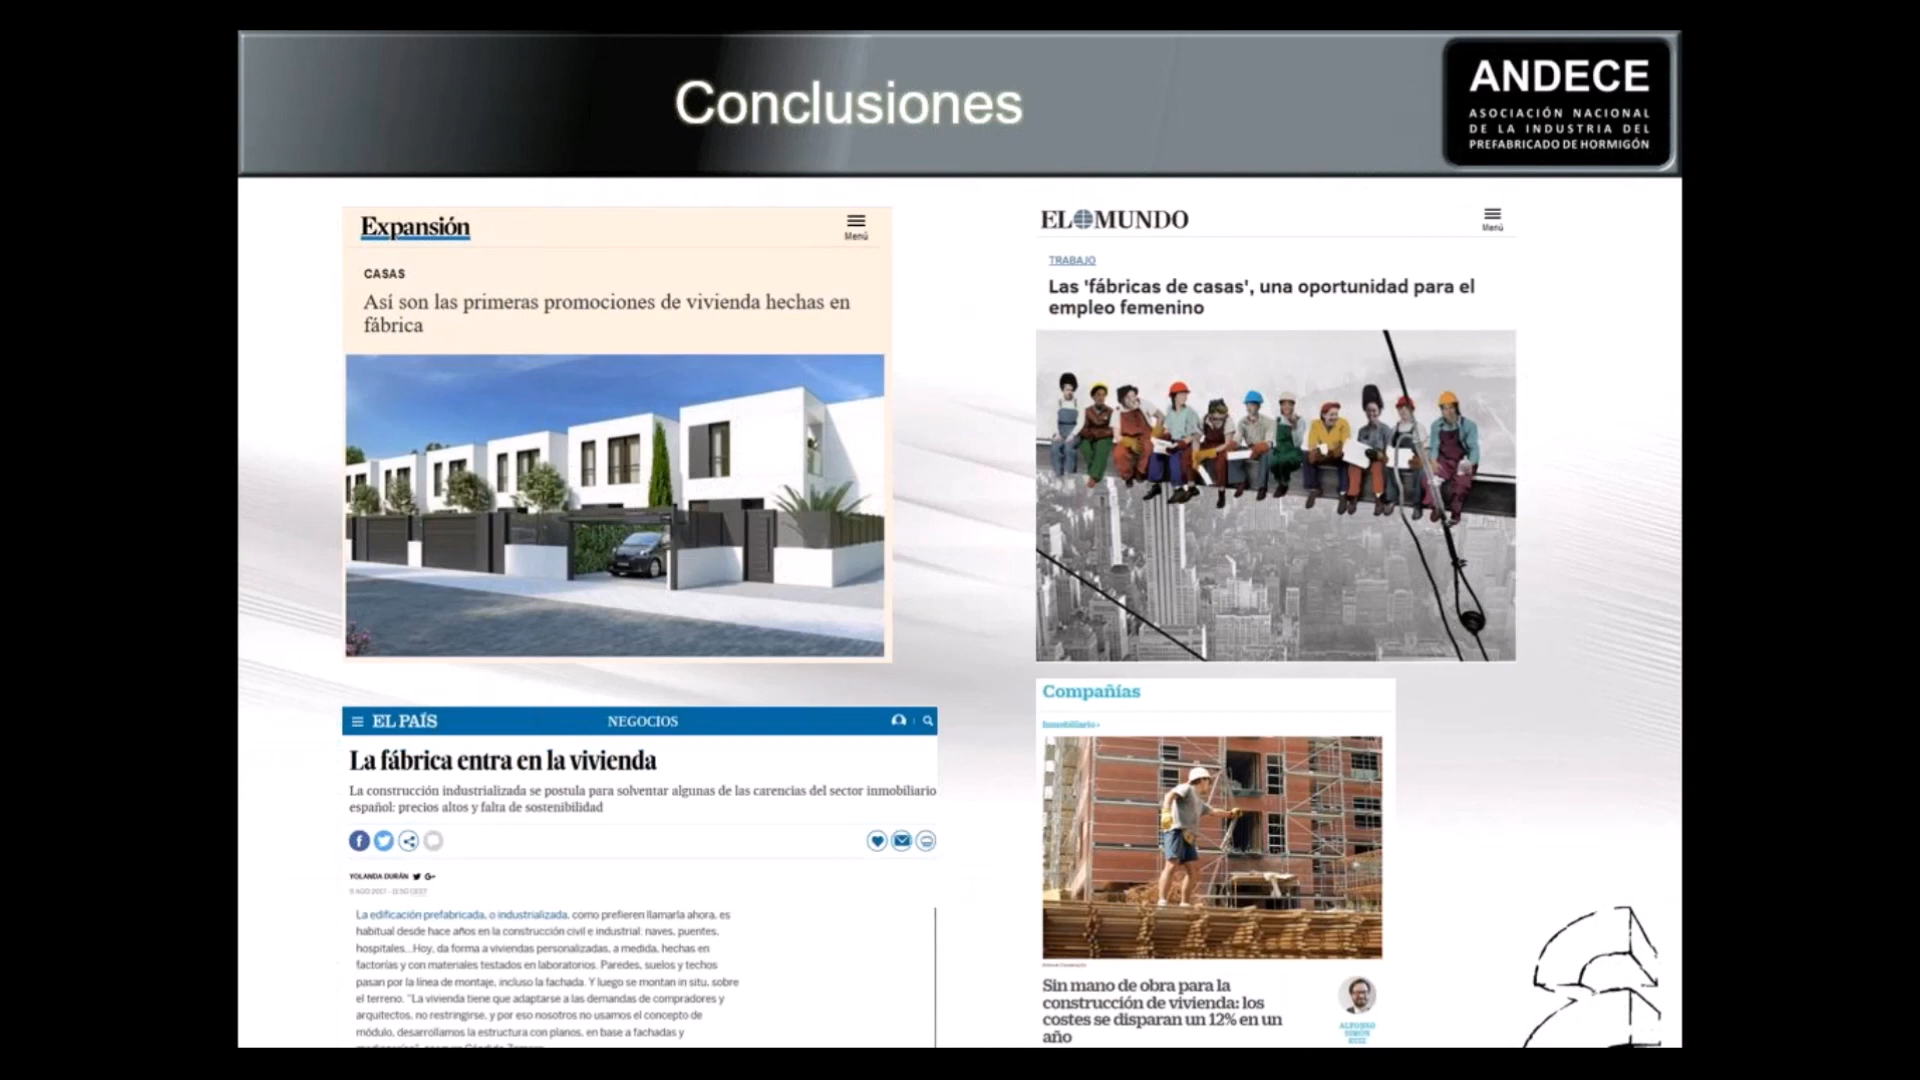 Conclusiones
ANDECE
ASOCIACIÓN NACIONAL
DE LA INDUSTRIA DEL
PREFABRICADO DE HORMIGÓN
Expansión
Menú
CASAS
Así son las primeras promociones de vivienda hechas en
fábrica
EL MUNDO
Menú
TRABAJO
Las 'fábricas de casas', una oportunidad para el
empleo femenino
EL PAÍS
NEGOCIOS
La fábrica entra en la vivienda
La construcción industrializada se postula para solventar algunas de las carencias del sector inmobiliario
español: precios altos y falta de sostenibilidad
YOLANDA DURÁN
9 AGO 2017 - 11:50 CEST
La edificación prefabricada, o industrializada, como prefieren llamarla ahora, es
habitual desde hace años en la construcción civil e industrial: naves, puentes,
hospitales...Hoy, da forma a viviendas personalizadas, a medida, hechas en
factorías y con materiales testados en laboratorios. Paredes, suelos y techos
pasan por la línea de montaje, incluso la fachada. Y luego se montan in situ, sobre
el terreno. "La vivienda tiene que adaptarse a las demandas de compradores y
arquitectos, no restringirse, y por eso nosotros no usamos el concepto de
módulo, desarrollamos la estructura con planos, en base a fachadas y
Compañías
Inmobiliario
Sin mano de obra para la
construcción de vivienda: los
costes se disparan un 12% en un
año
ALFONSO
SIMÓN
RUIZ